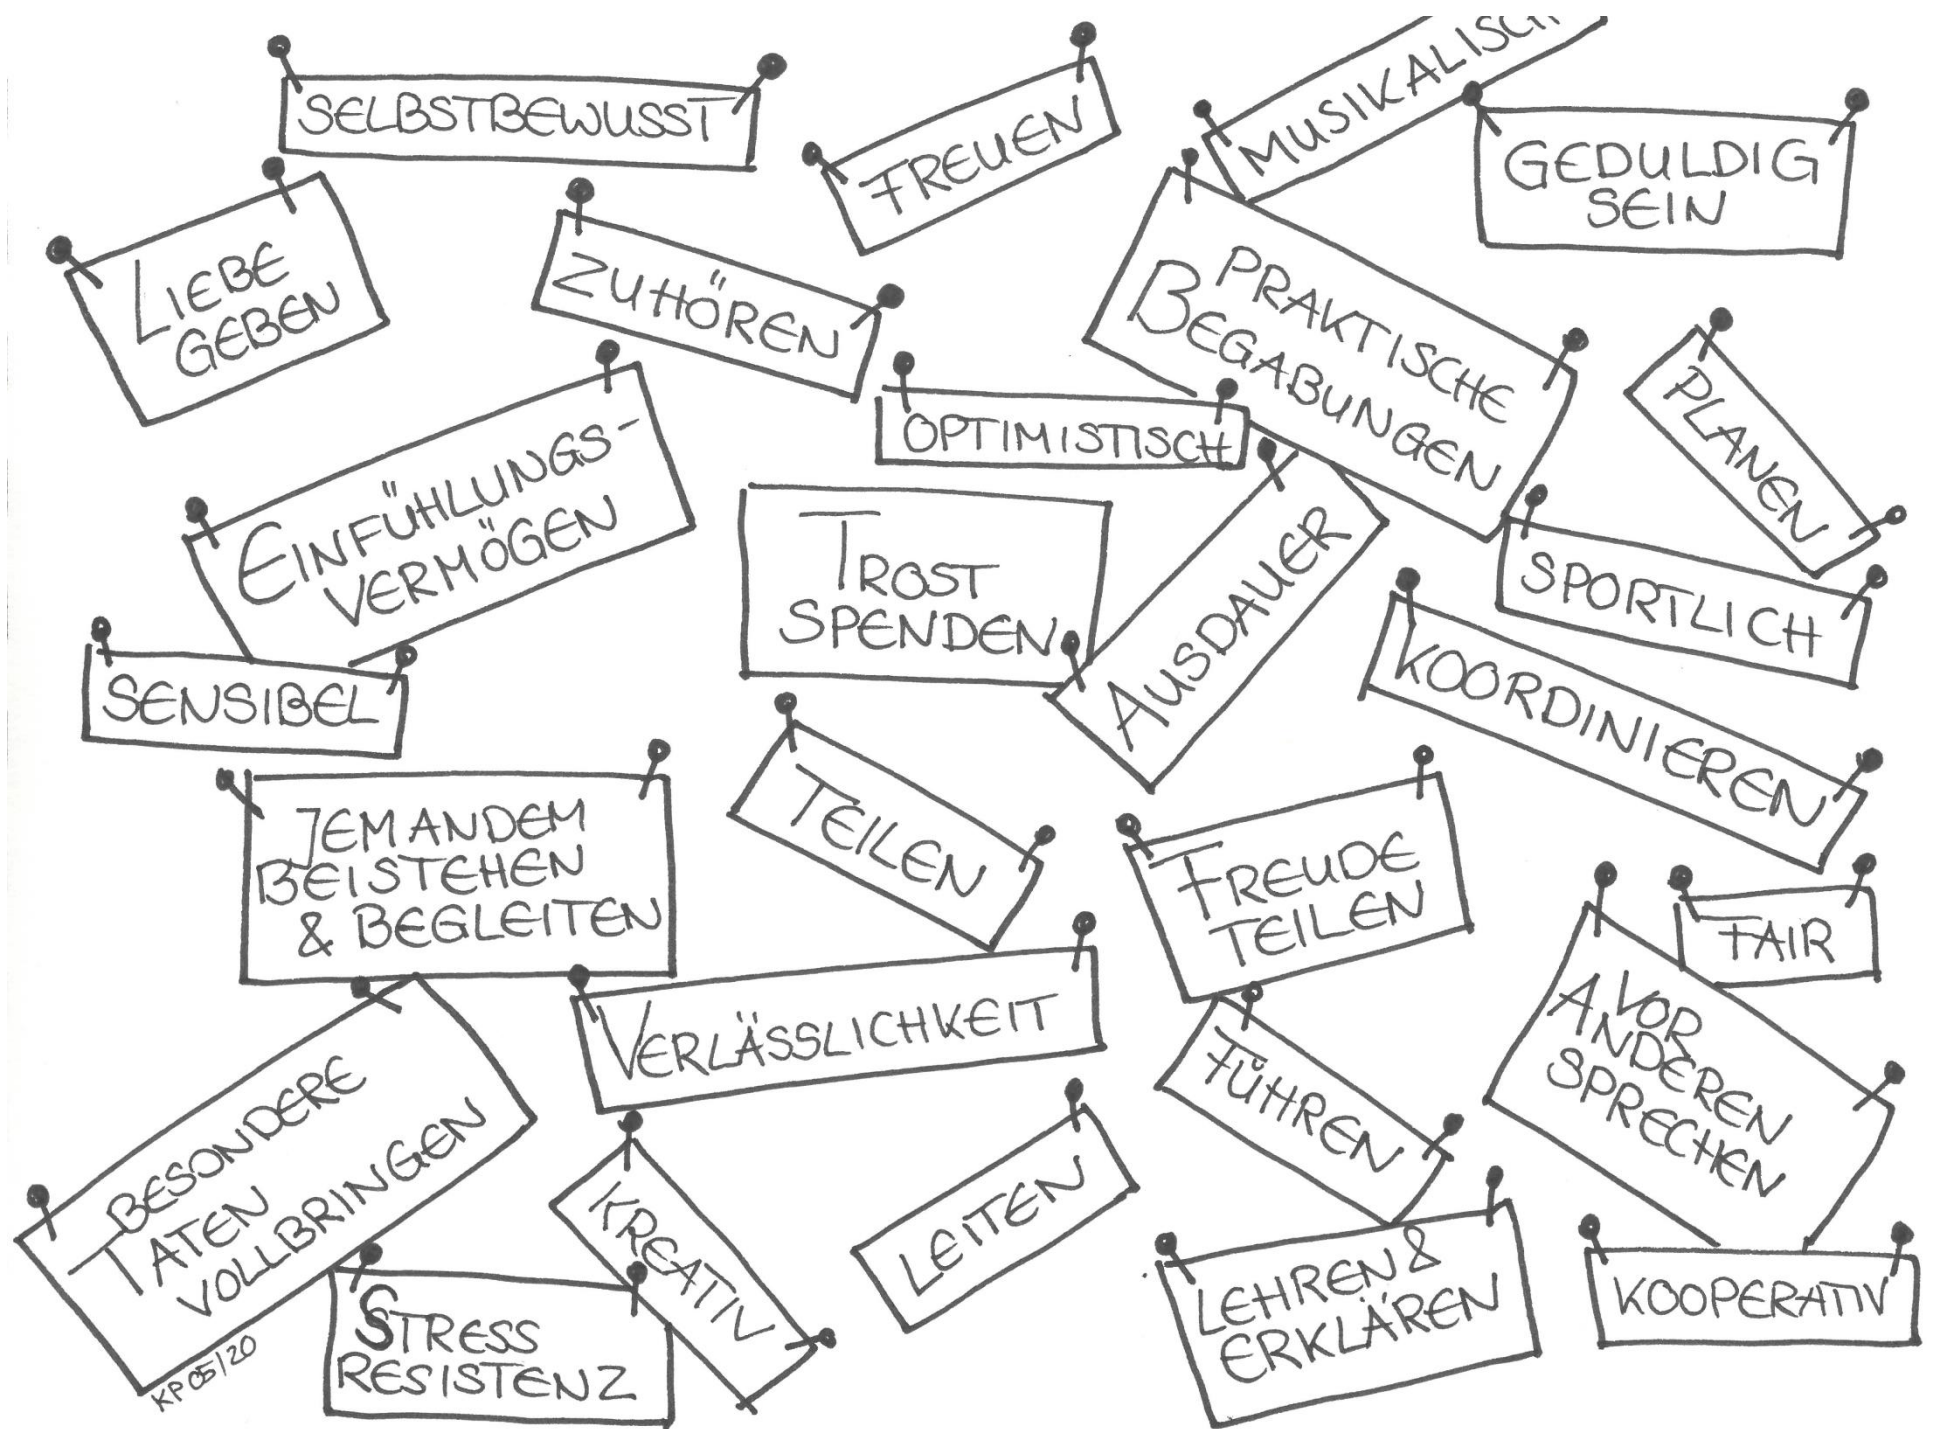 SELBSTBEWUSST
FREUEN
MUSIKALISCH
GEDULDIG
SEIN
LIEBE
GEBEN
ZUHÖREN
PRAKTISCHE
BEGABUNGEN
PLANEN
OPTIMISTISCH
EINFÜHLUNGS-
VERMÖGEN
TROST
SPENDEN
AUSDAUER
SPORTLICH
SENSIBEL
KOORDINIEREN
JEMANDEM
BEISTEHEN
& BEGLEITEN
TEILEN
FREUDE
TEILEN
FAIR
VERLÄSSLICHKEIT
FÜHREN
VOR
ANDEREN
SPRECHEN
BESONDERE
TATEN
VOLLBRINGEN
KREATIV
LEITEN
LEHREN &
ERKLÄREN
KOOPERATIV
STRESS
RESISTENZ
KP 05/20